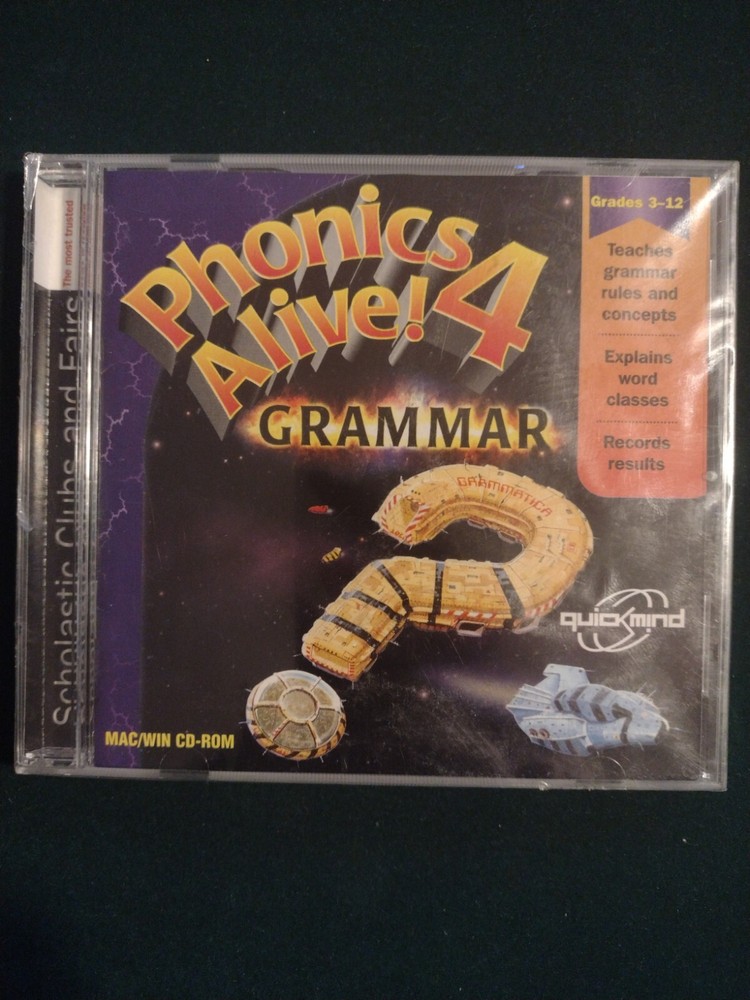 Phonics
Alive! 4
GRAMMAR
Grades 3–12
Teaches
grammar
rules and
concepts
Explains
word
classes
Records
results
GRAMMATICA
quickmind
MAC/WIN CD-ROM
The most trusted
Scholastic Clubs and Fairs